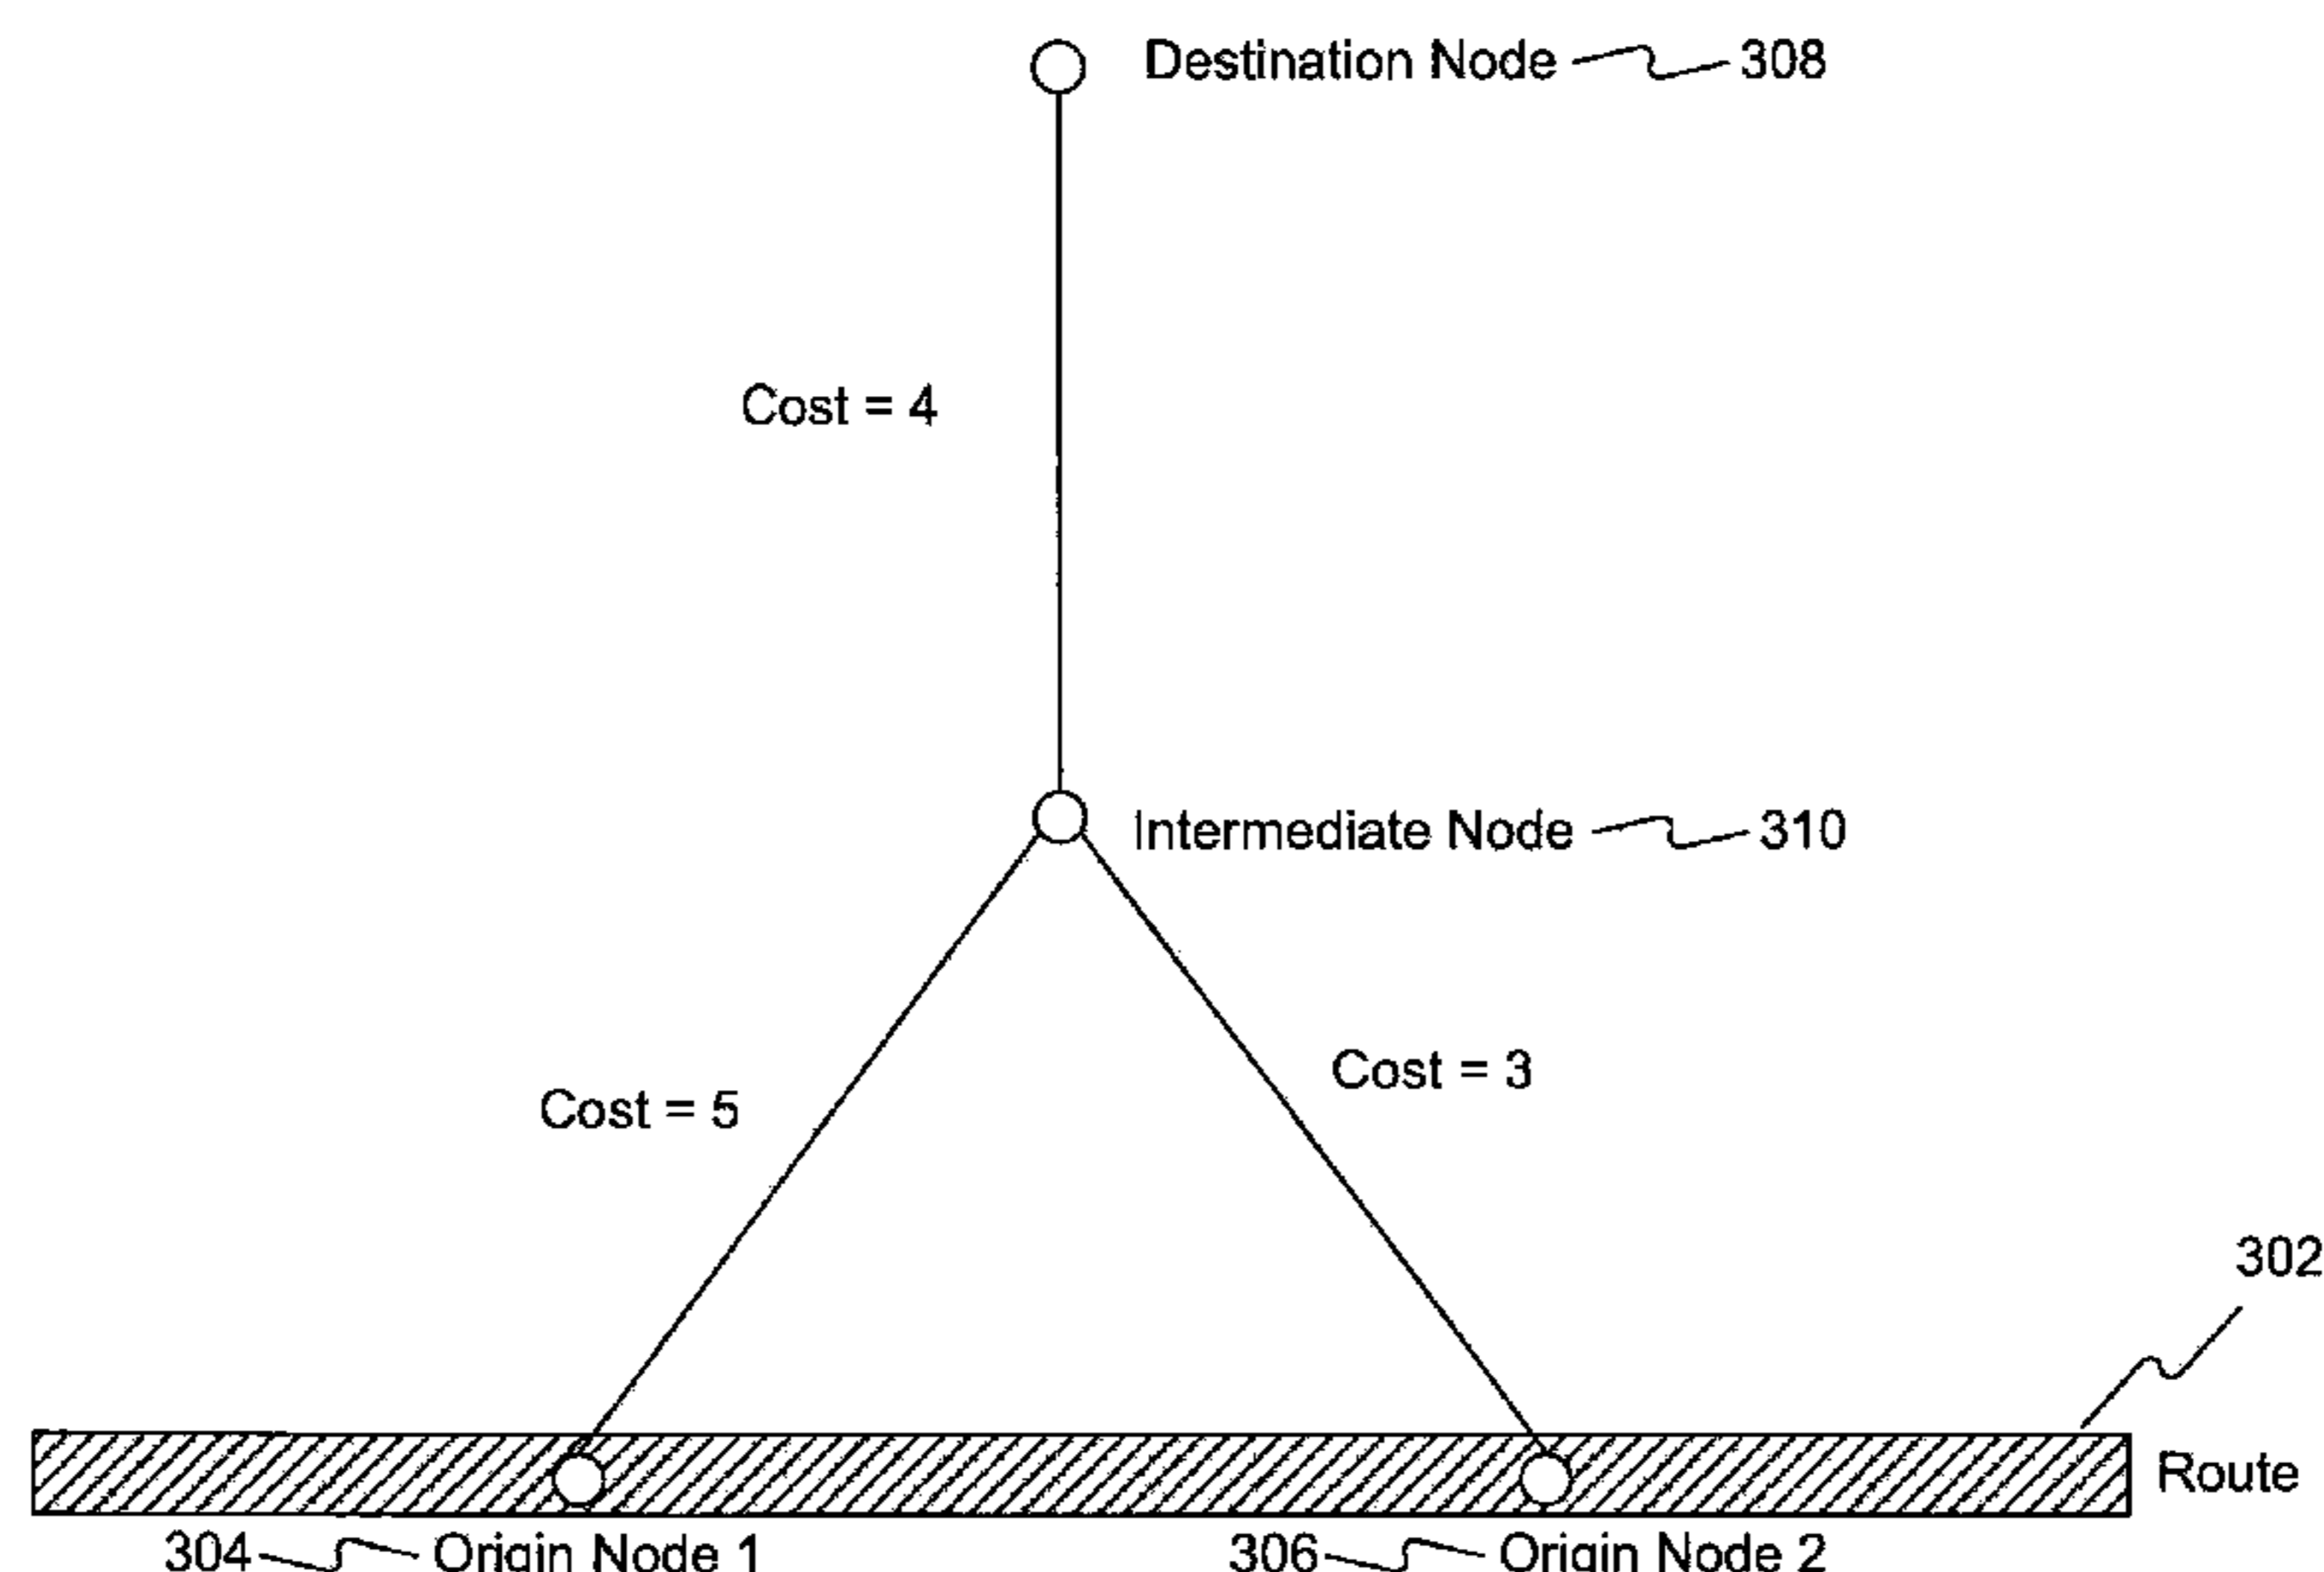 Destination Node 308
Cost = 4
Intermediate Node 310
Cost = 3
Cost = 5
302
Route
304 Origin Node 1
306 Origin Node 2